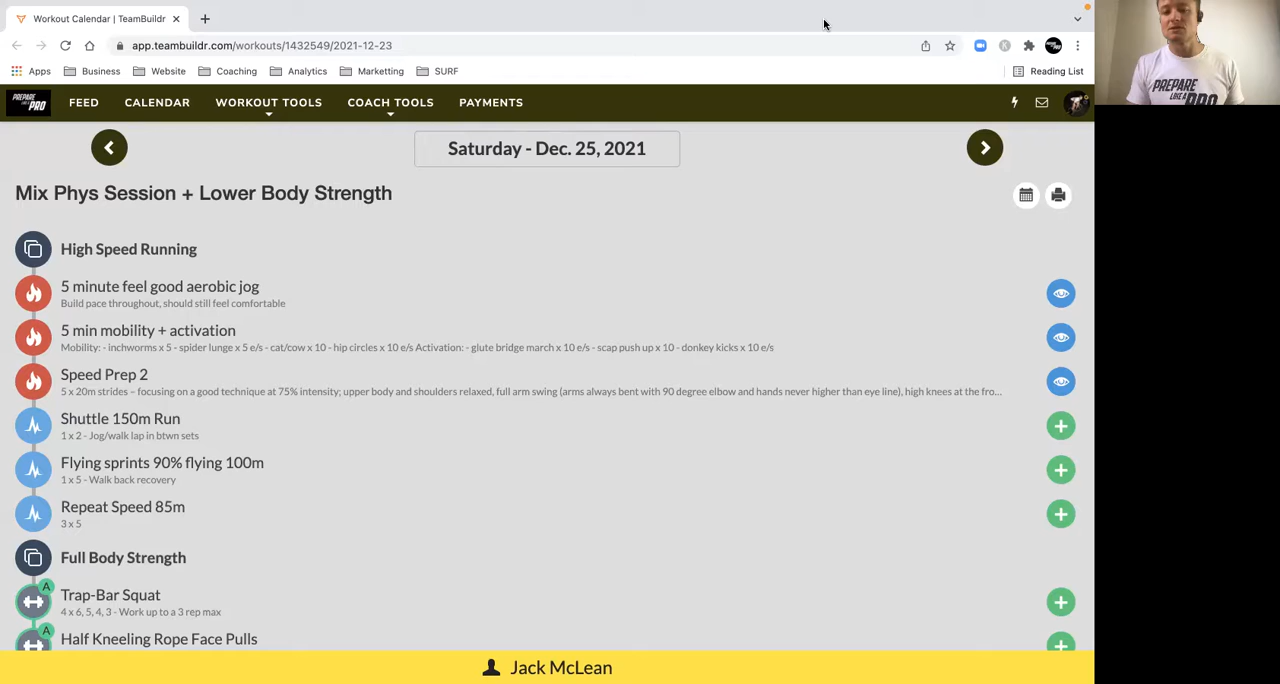 Workout Calendar | TeamBuildr
app.teambuildr.com/workouts/1432549/2021-12-23
Apps Business Website Coaching Analytics Marketting SURF Reading List
PREPARE LIKE A PRO FEED CALENDAR WORKOUT TOOLS COACH TOOLS PAYMENTS
Saturday - Dec. 25, 2021
Mix Phys Session + Lower Body Strength
High Speed Running
5 minute feel good aerobic jog
Build pace throughout, should still feel comfortable
5 min mobility + activation
Mobility: - inchworms x 5 - spider lunge x 5 e/s - cat/cow x 10 - hip circles x 10 e/s Activation: - glute bridge march x 10 e/s - scap push up x 10 - donkey kicks x 10 e/s
Speed Prep 2
5 x 20m strides – focusing on a good technique at 75% intensity; upper body and shoulders relaxed, full arm swing (arms always bent with 90 degree elbow and hands never higher than eye line), high knees at the fro...
Shuttle 150m Run
1 x 2 - Jog/walk lap in btwn sets
Flying sprints 90% flying 100m
1 x 5 - Walk back recovery
Repeat Speed 85m
3 x 5
Full Body Strength
A
Trap-Bar Squat
4 x 6, 5, 4, 3 - Work up to a 3 rep max
A
Half Kneeling Rope Face Pulls
Jack McLean
PREPARE
LIKE A
PRO